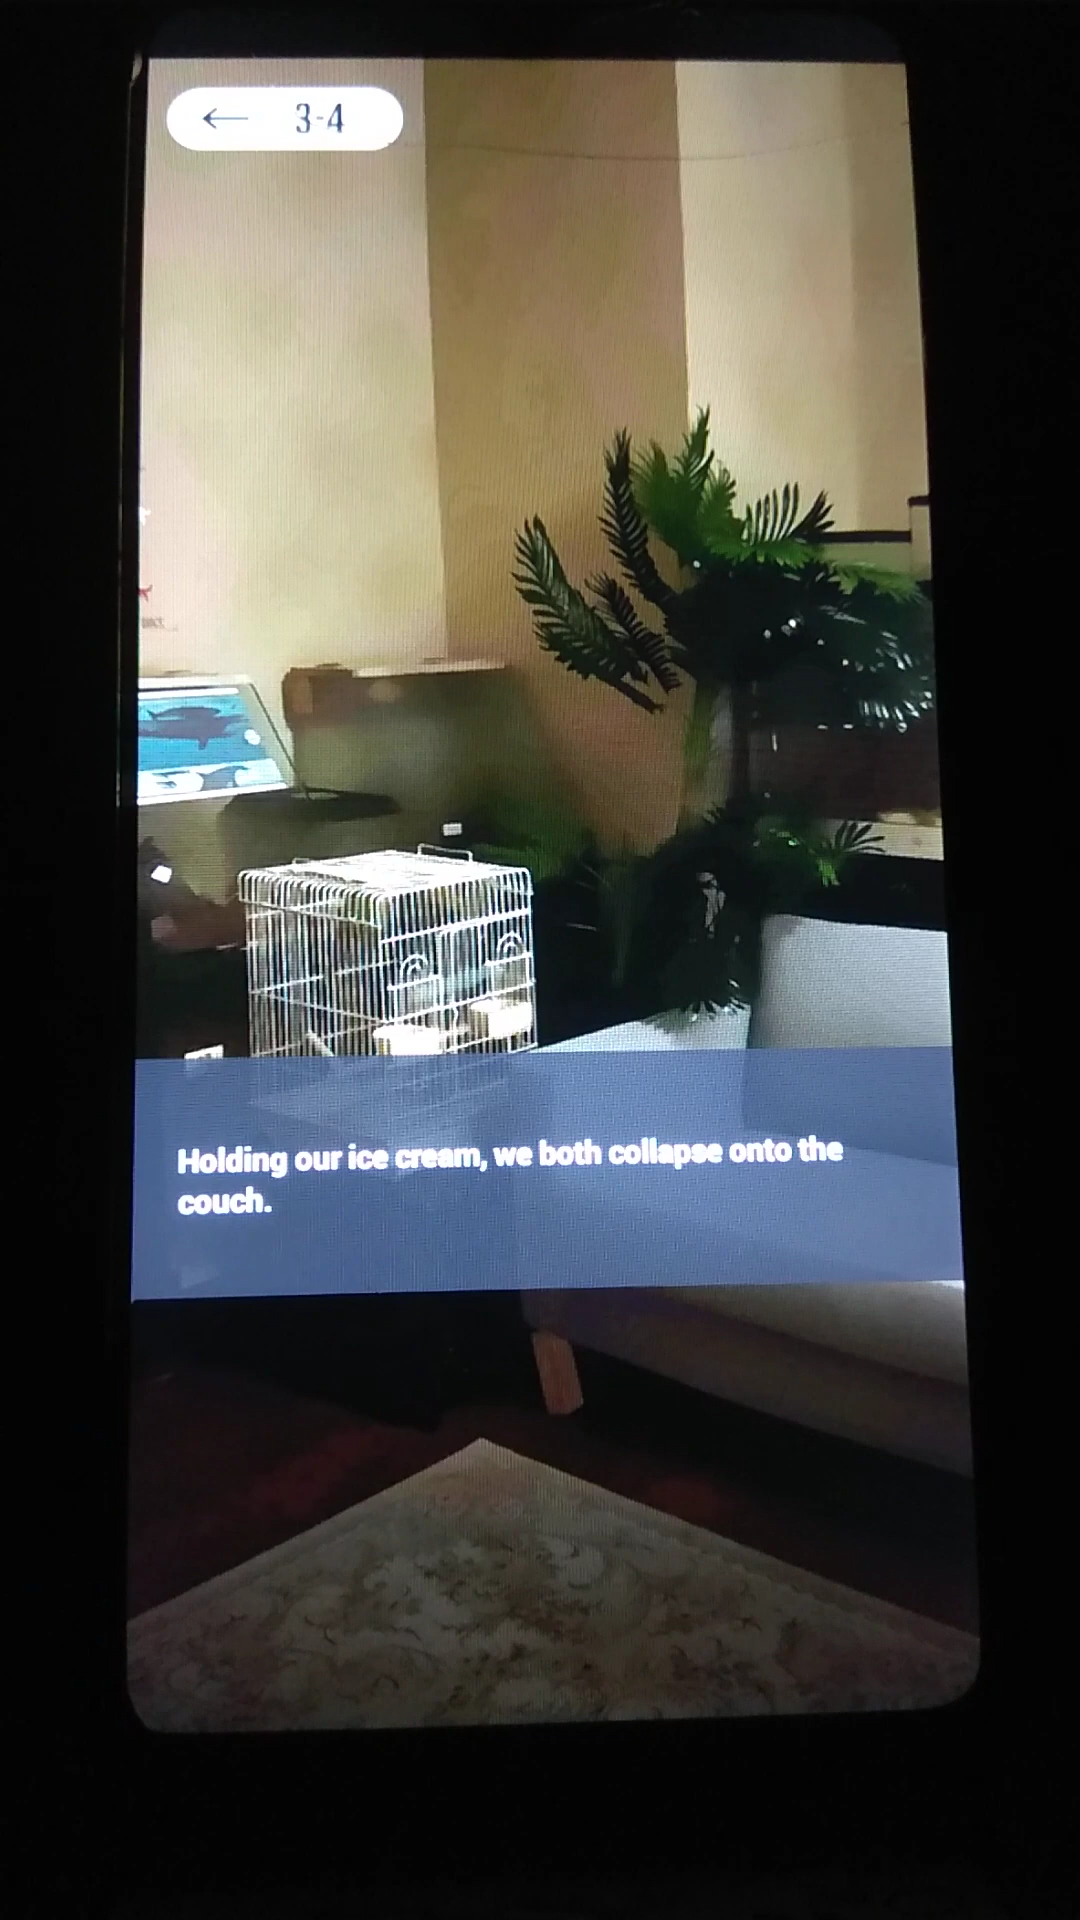 ← 3-4
Holding our ice cream, we both collapse onto the
couch.